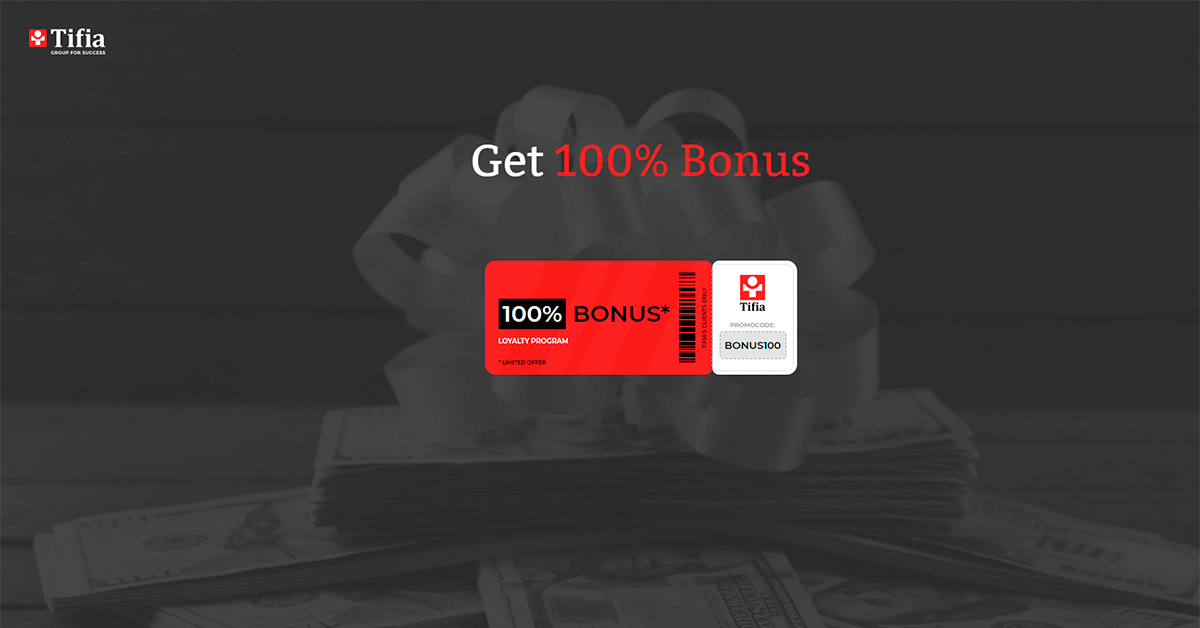 Tifia
GROUP FOR SUCCESS
Get 100% Bonus
100% BONUS*
LOYALTY PROGRAM
* LIMITED OFFER
TIFIA'S CLIENTS ONLY
Tifia
PROMOCODE:
BONUS100